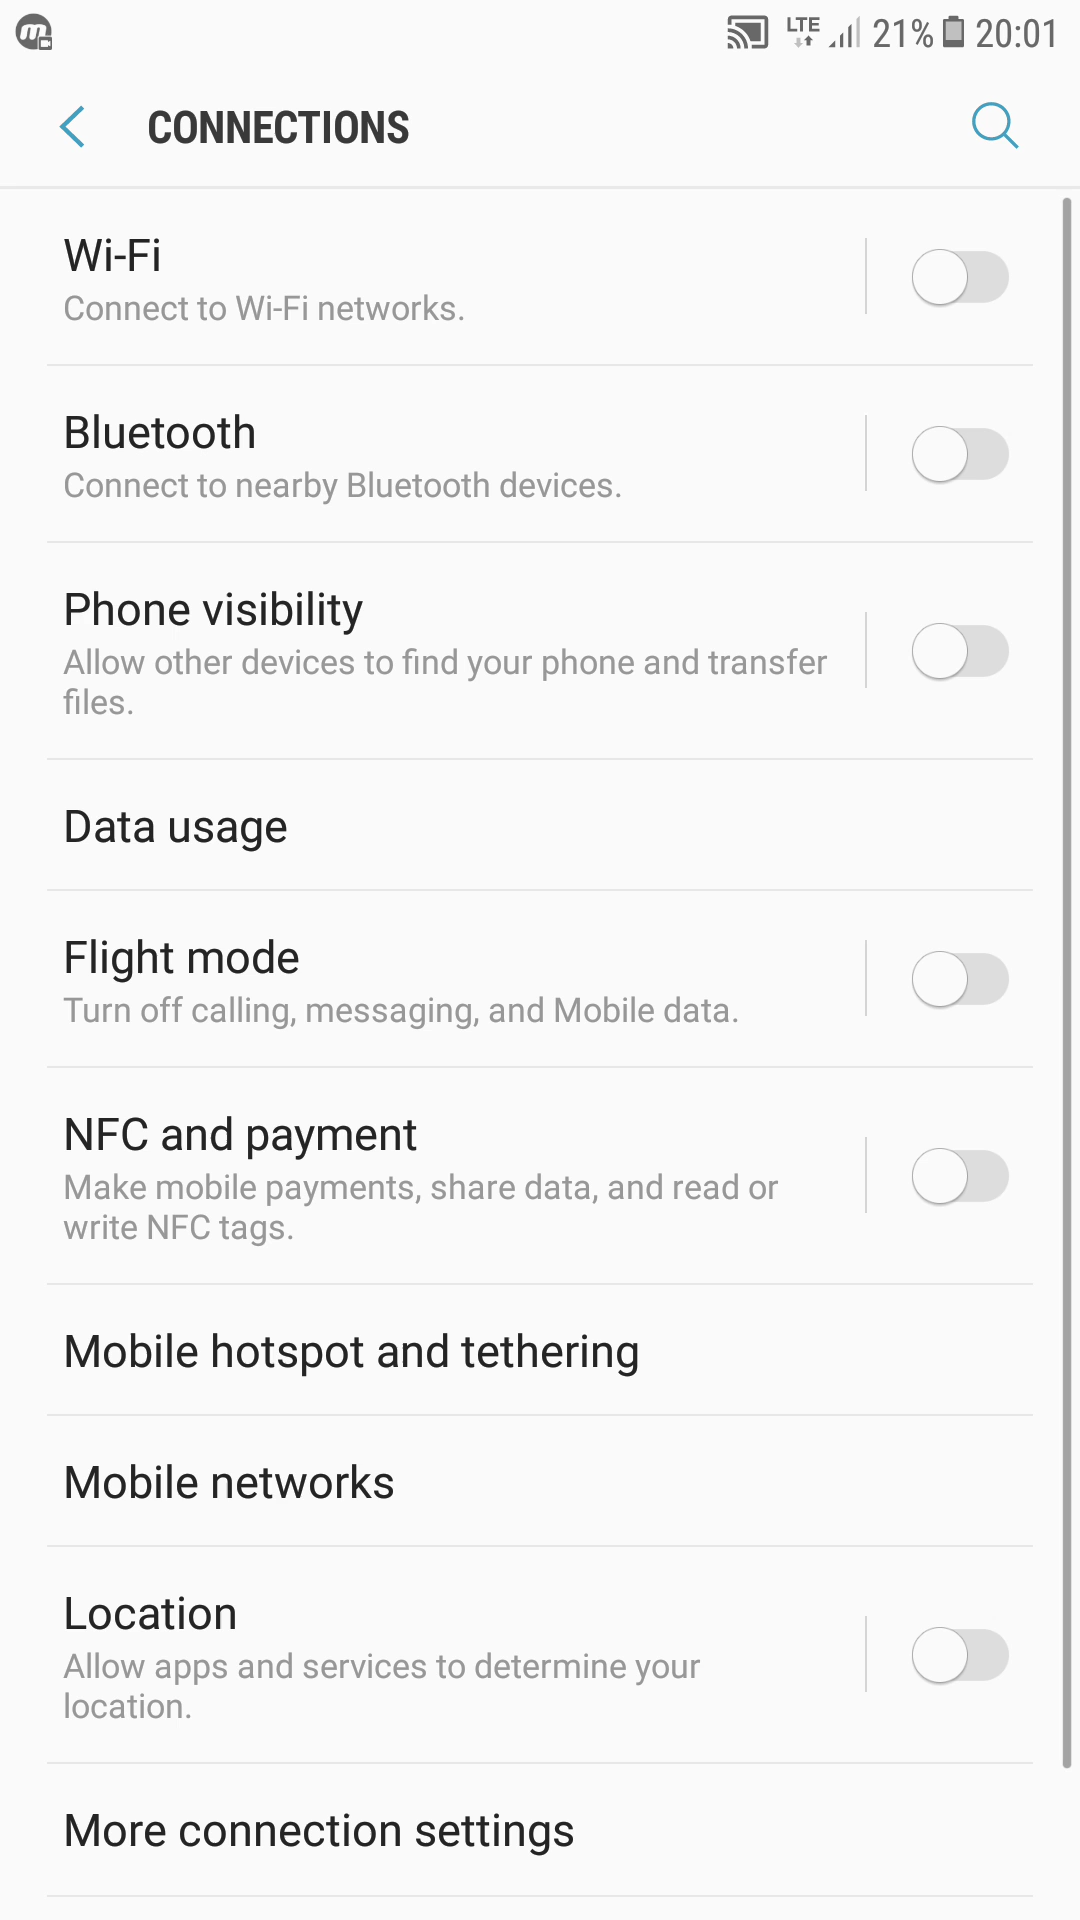 m LTE 21% 20:01
CONNECTIONS
Wi-Fi
Connect to Wi-Fi networks.
Bluetooth
Connect to nearby Bluetooth devices.
Phone visibility
Allow other devices to find your phone and transfer
files.
Data usage
Flight mode
Turn off calling, messaging, and Mobile data.
NFC and payment
Make mobile payments, share data, and read or
write NFC tags.
Mobile hotspot and tethering
Mobile networks
Location
Allow apps and services to determine your
location.
More connection settings